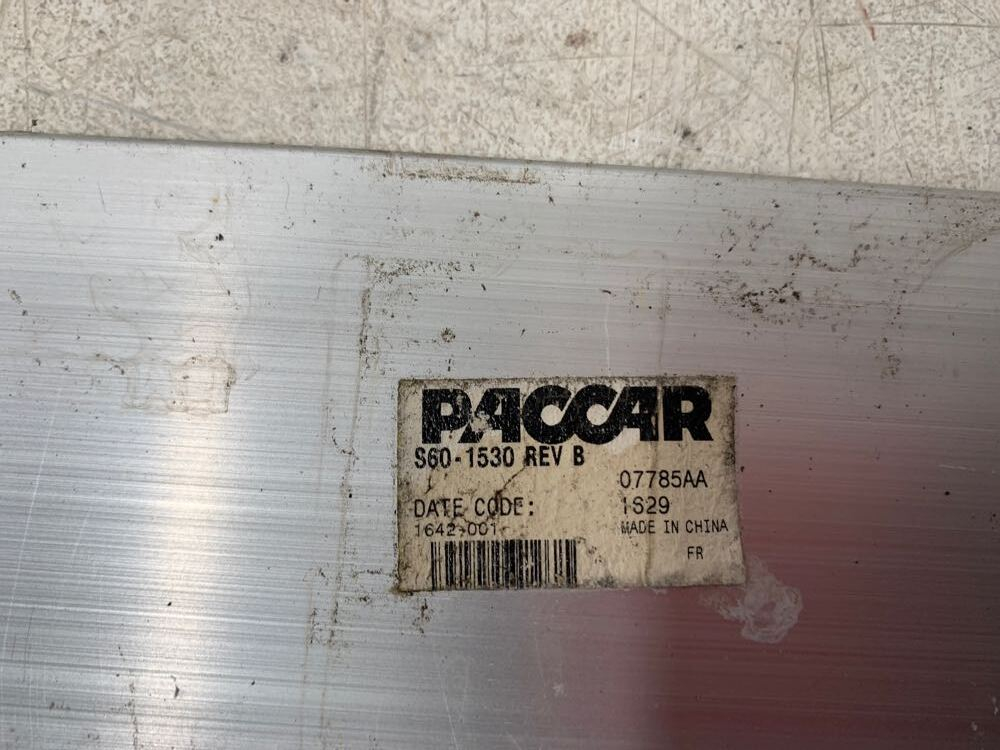 PACCAR
S60-1530 REV B
07785AA
DATE CODE: 1S29
1642-001 MADE IN CHINA
FR